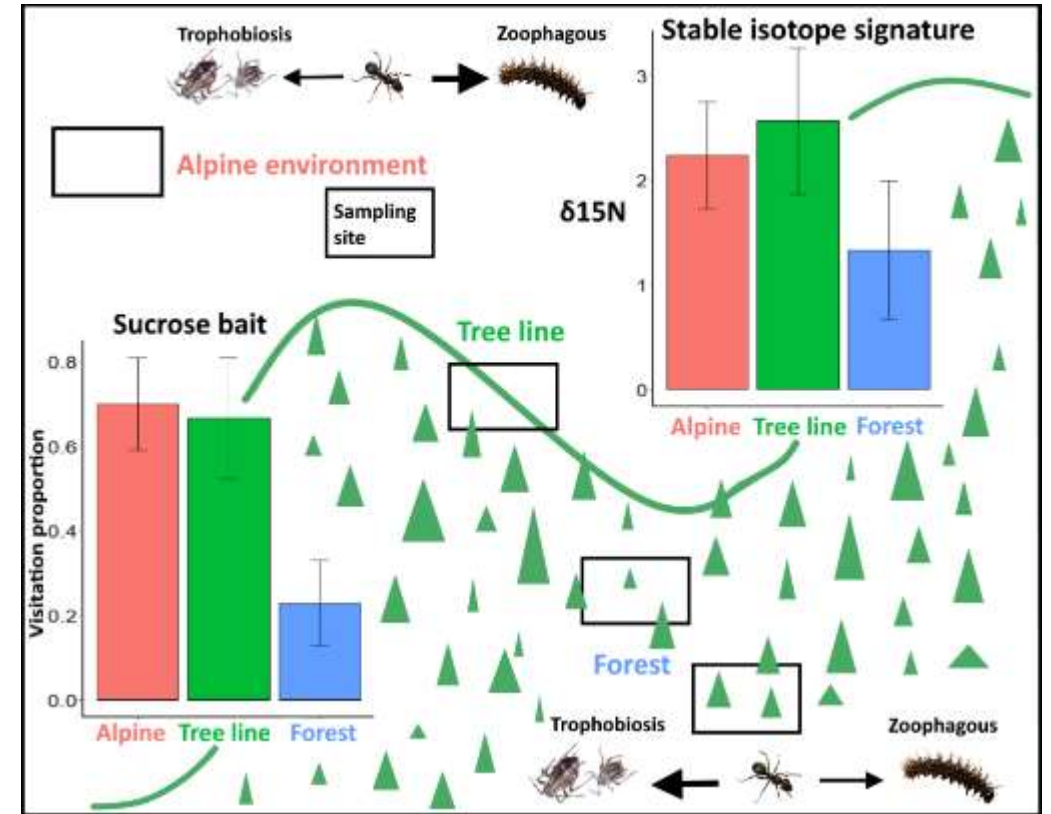 Trophobiosis
Zoophagous
Stable isotope signature
Alpine environment
Sampling
site
δ15N
3
2
1
0
Alpine Tree line Forest
Sucrose bait
Tree line
Visitation proportion
0.8
0.6
0.4
0.2
0.0
Alpine Tree line Forest
Forest
Trophobiosis
Zoophagous